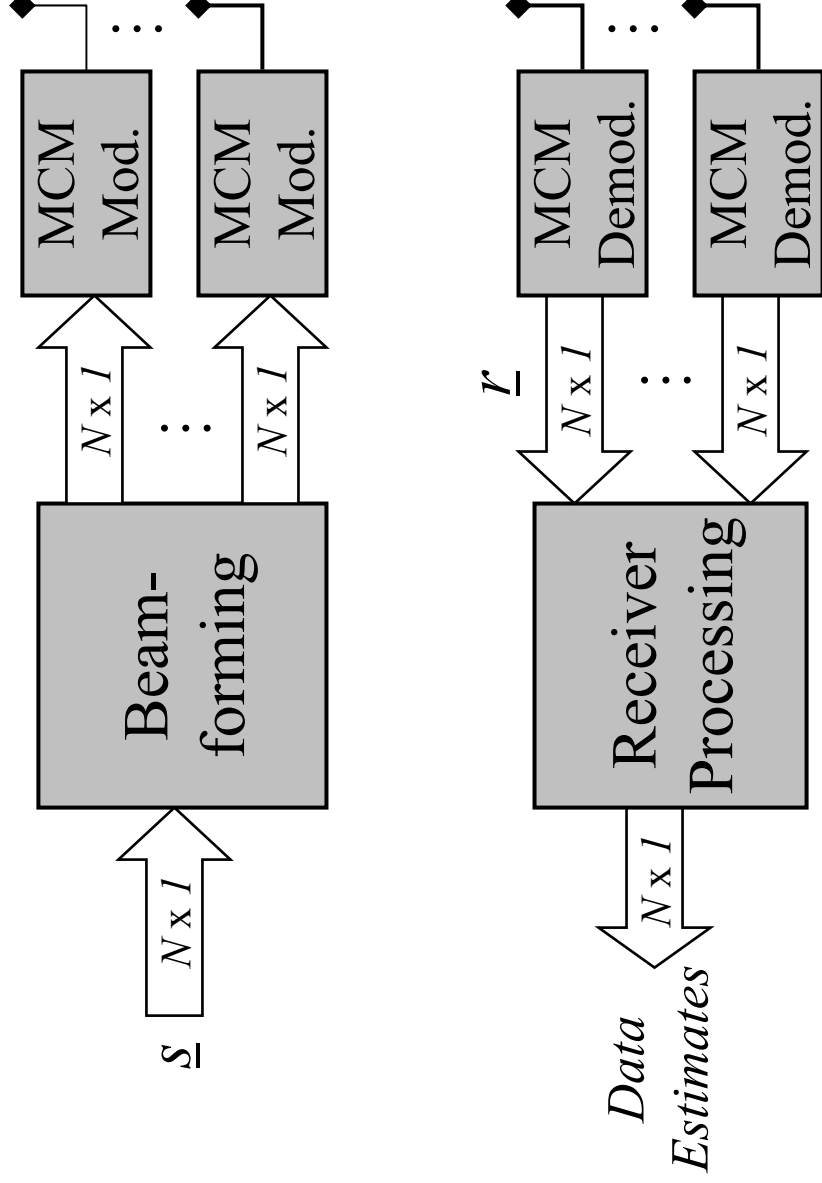 s
N x 1
Beam-
forming
N x 1
...
N x 1
MCM
Mod.
MCM
Mod.
...
Data
Estimates
N x 1
Receiver
Processing
r
N x 1
...
N x 1
MCM
Demod.
MCM
Demod.
...